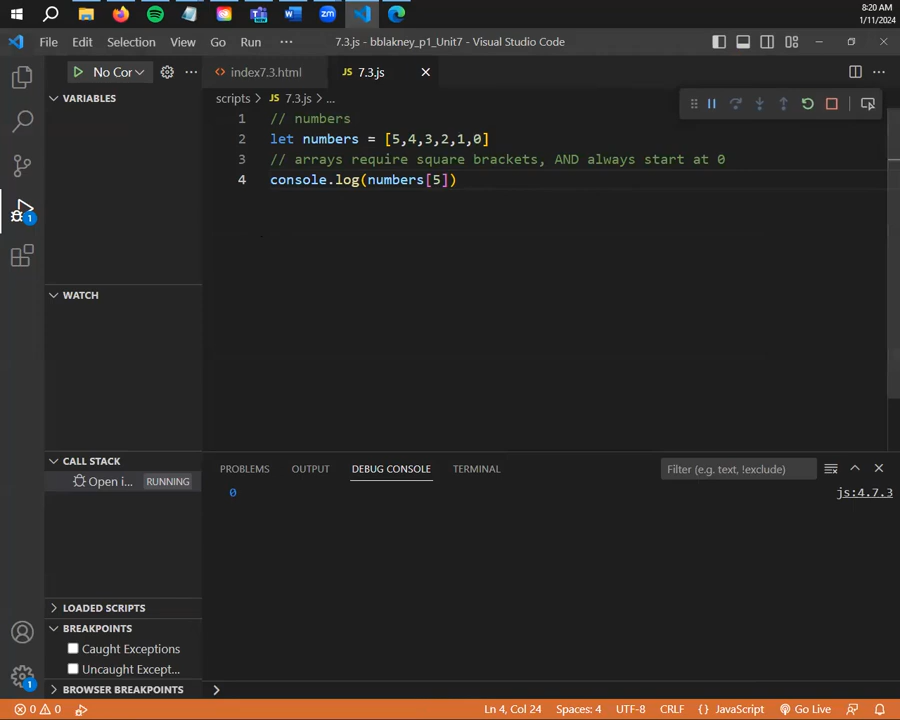 8:20 AM
1/11/2024
File Edit Selection View Go Run ··· 7.3.js - bblakney_p1_Unit7 - Visual Studio Code
No Cor
index7.3.html
JS 7.3.js
VARIABLES
scripts > JS 7.3.js > ...
1 // numbers
2 let numbers = [5,4,3,2,1,0]
3 // arrays require square brackets, AND always start at 0
4 console.log(numbers[5])
1
WATCH
CALL STACK
Open i... RUNNING
PROBLEMS OUTPUT DEBUG CONSOLE TERMINAL Filter (e.g. text, !exclude)
0 js:4.7.3
LOADED SCRIPTS
BREAKPOINTS
Caught Exceptions
Uncaught Except...
BROWSER BREAKPOINTS
1
>
0 0 Ln 4, Col 24 Spaces: 4 UTF-8 CRLF {} JavaScript Go Live